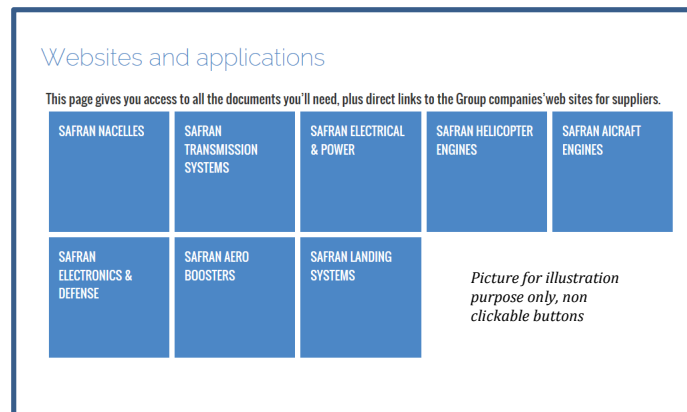 Websites and applications
This page gives you access to all the documents you'll need, plus direct links to the Group companies'web sites for suppliers.
SAFRAN NACELLES
SAFRAN
TRANSMISSION
SYSTEMS
SAFRAN ELECTRICAL
& POWER
SAFRAN HELICOPTER
ENGINES
SAFRAN AICRAFT
ENGINES
SAFRAN
ELECTRONICS &
DEFENSE
SAFRAN AERO
BOOSTERS
SAFRAN LANDING
SYSTEMS
Picture for illustration
purpose only, non
clickable buttons